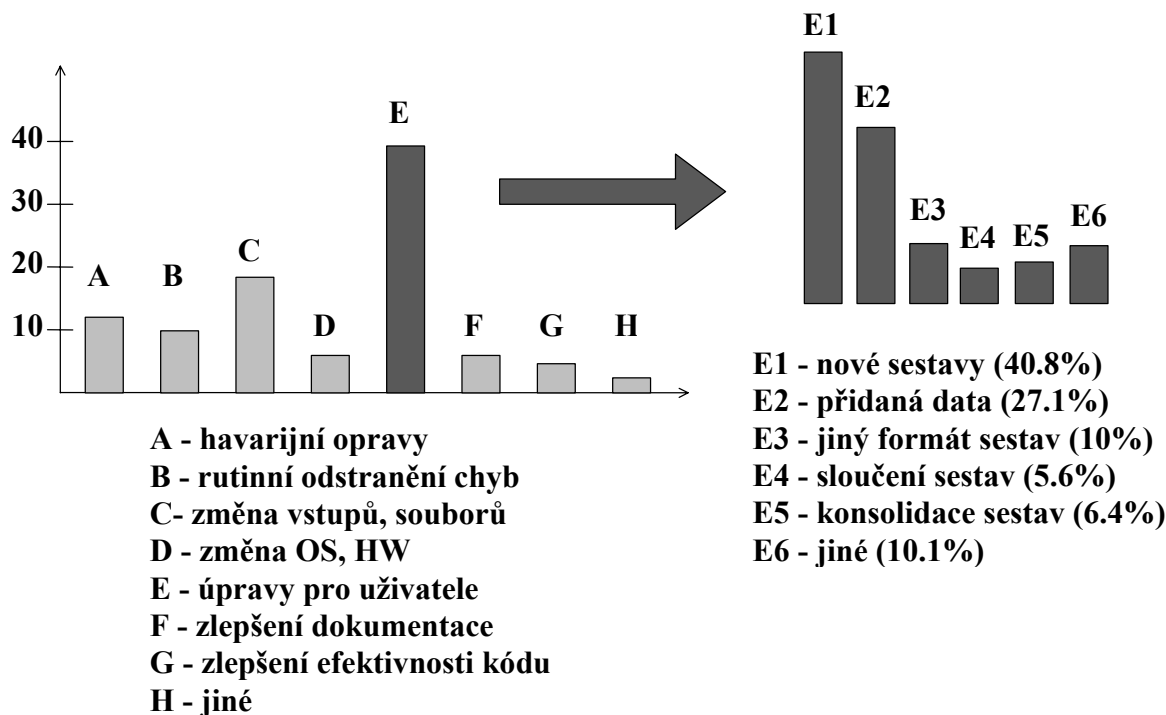 40
30
20
10
A
B
C
D
E
F
G
H
A - havarijní opravy
B - rutinní odstranění chyb
C- změna vstupů, souborů
D - změna OS, HW
E - úpravy pro uživatele
F - zlepšení dokumentace
G - zlepšení efektivnosti kódu
H - jiné
E1
E2
E3
E4
E5
E6
E1 - nové sestavy (40.8%)
E2 - přidaná data (27.1%)
E3 - jiný formát sestav (10%)
E4 - sloučení sestav (5.6%)
E5 - konsolidace sestav (6.4%)
E6 - jiné (10.1%)